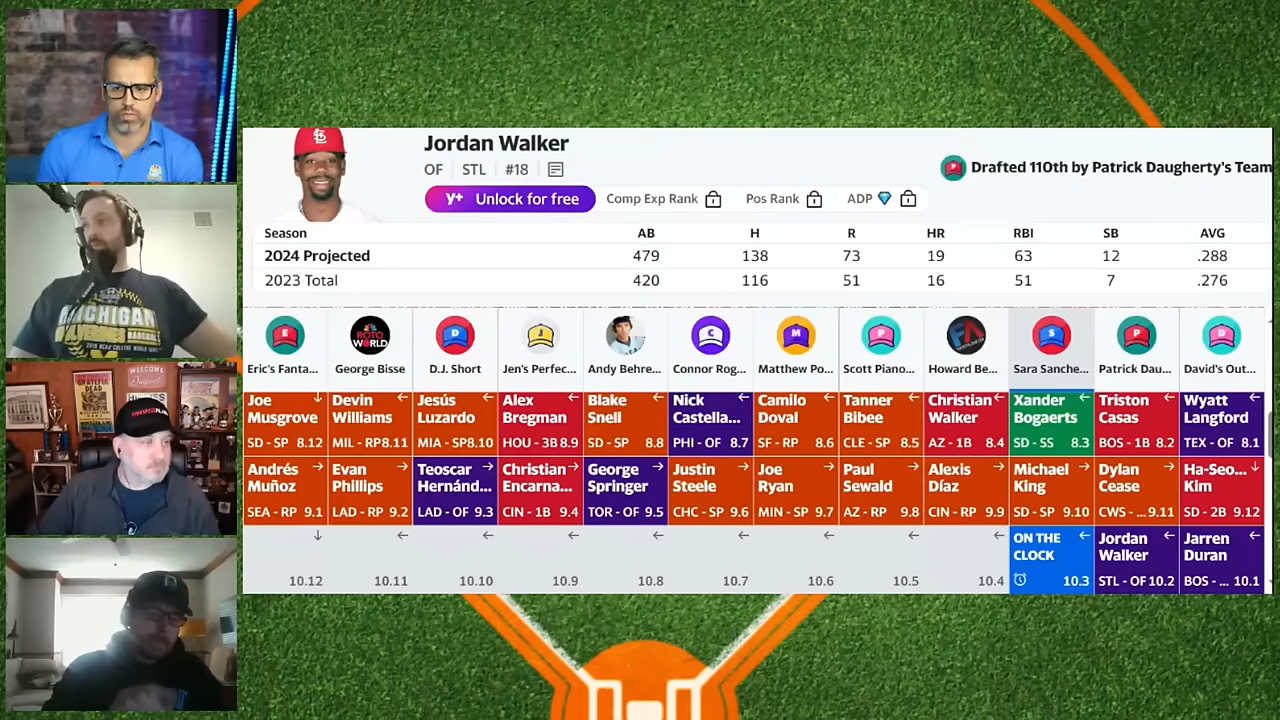 Jordan Walker
OF STL #18
Drafted 110th by Patrick Daugherty's Team
y+ Unlock for free Comp Exp Rank Pos Rank ADP
Season AB H R HR RBI SB AVG
2024 Projected 479 138 73 19 63 12 .288
2023 Total 420 116 51 16 51 7 .276
E ROTO WORLD D J C M P FA S P D
Eric's Fanta... George Bisse D.J. Short Jen's Perfec... Andy Behre... Connor Rog... Matthew Po... Scott Piano... Howard Be... Sara Sanche... Patrick Dau... David's Out...
Joe Devin Jesús Alex Blake Nick Camilo Tanner Christian Xander Triston Wyatt
Musgrove Williams Luzardo Bregman Snell Castella... Doval Bibee Walker Bogaerts Casas Langford
SD - SP 8.12 MIL - RP8.11 MIA - SP8.10 HOU - 3B8.9 SD - SP 8.8 PHI - OF 8.7 SF - RP 8.6 CLE - SP 8.5 AZ - 1B 8.4 SD - SS 8.3 BOS - 1B 8.2 TEX - OF 8.1
Andrés Evan Teoscar Christian George Justin Joe Paul Alexis Michael Dylan Ha-Seo...
Muñoz Phillips Hernánd... Encarna... Springer Steele Ryan Sewald Díaz King Cease Kim
SEA - RP 9.1 LAD - RP 9.2 LAD - OF 9.3 CIN - 1B 9.4 TOR - OF 9.5 CHC - SP 9.6 MIN - SP 9.7 AZ - RP 9.8 CIN - RP 9.9 SD - SP 9.10 CWS - ...9.11 SD - 2B 9.12
ON THE Jordan Jarren
CLOCK Walker Duran
10.12 10.11 10.10 10.9 10.8 10.7 10.6 10.5 10.4 10.3 STL - OF 10.2 BOS - ... 10.1